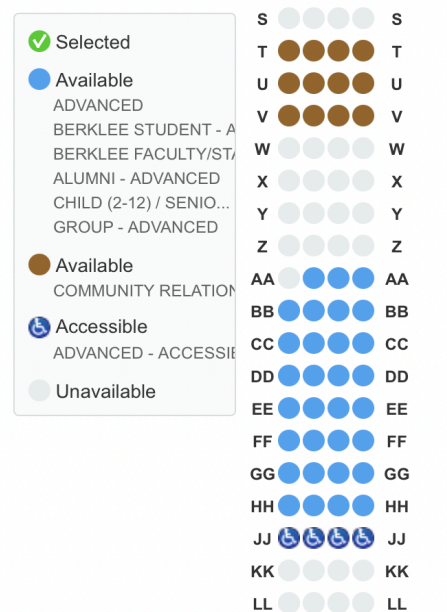 Selected
Available
ADVANCED
BERKLEE STUDENT - A
BERKLEE FACULTY/STA
ALUMNI - ADVANCED
CHILD (2-12) / SENIO...
GROUP - ADVANCED
Available
COMMUNITY RELATION
Accessible
ADVANCED - ACCESSIE
Unavailable
S S
T T
U U
V V
W W
X X
Y Y
Z Z
AA AA
BB BB
CC CC
DD DD
EE EE
FF FF
GG GG
HH HH
JJ JJ
KK KK
LL LL